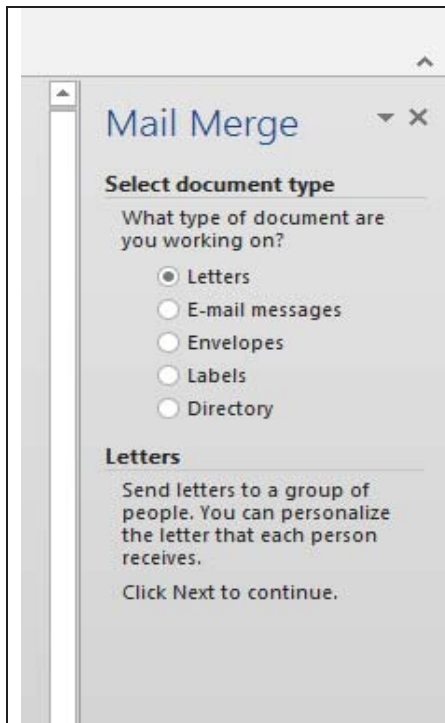 Mail Merge
Select document type
What type of document are
you working on?
Letters
E-mail messages
Envelopes
Labels
Directory
Letters
Send letters to a group of
people. You can personalize
the letter that each person
receives.
Click Next to continue.